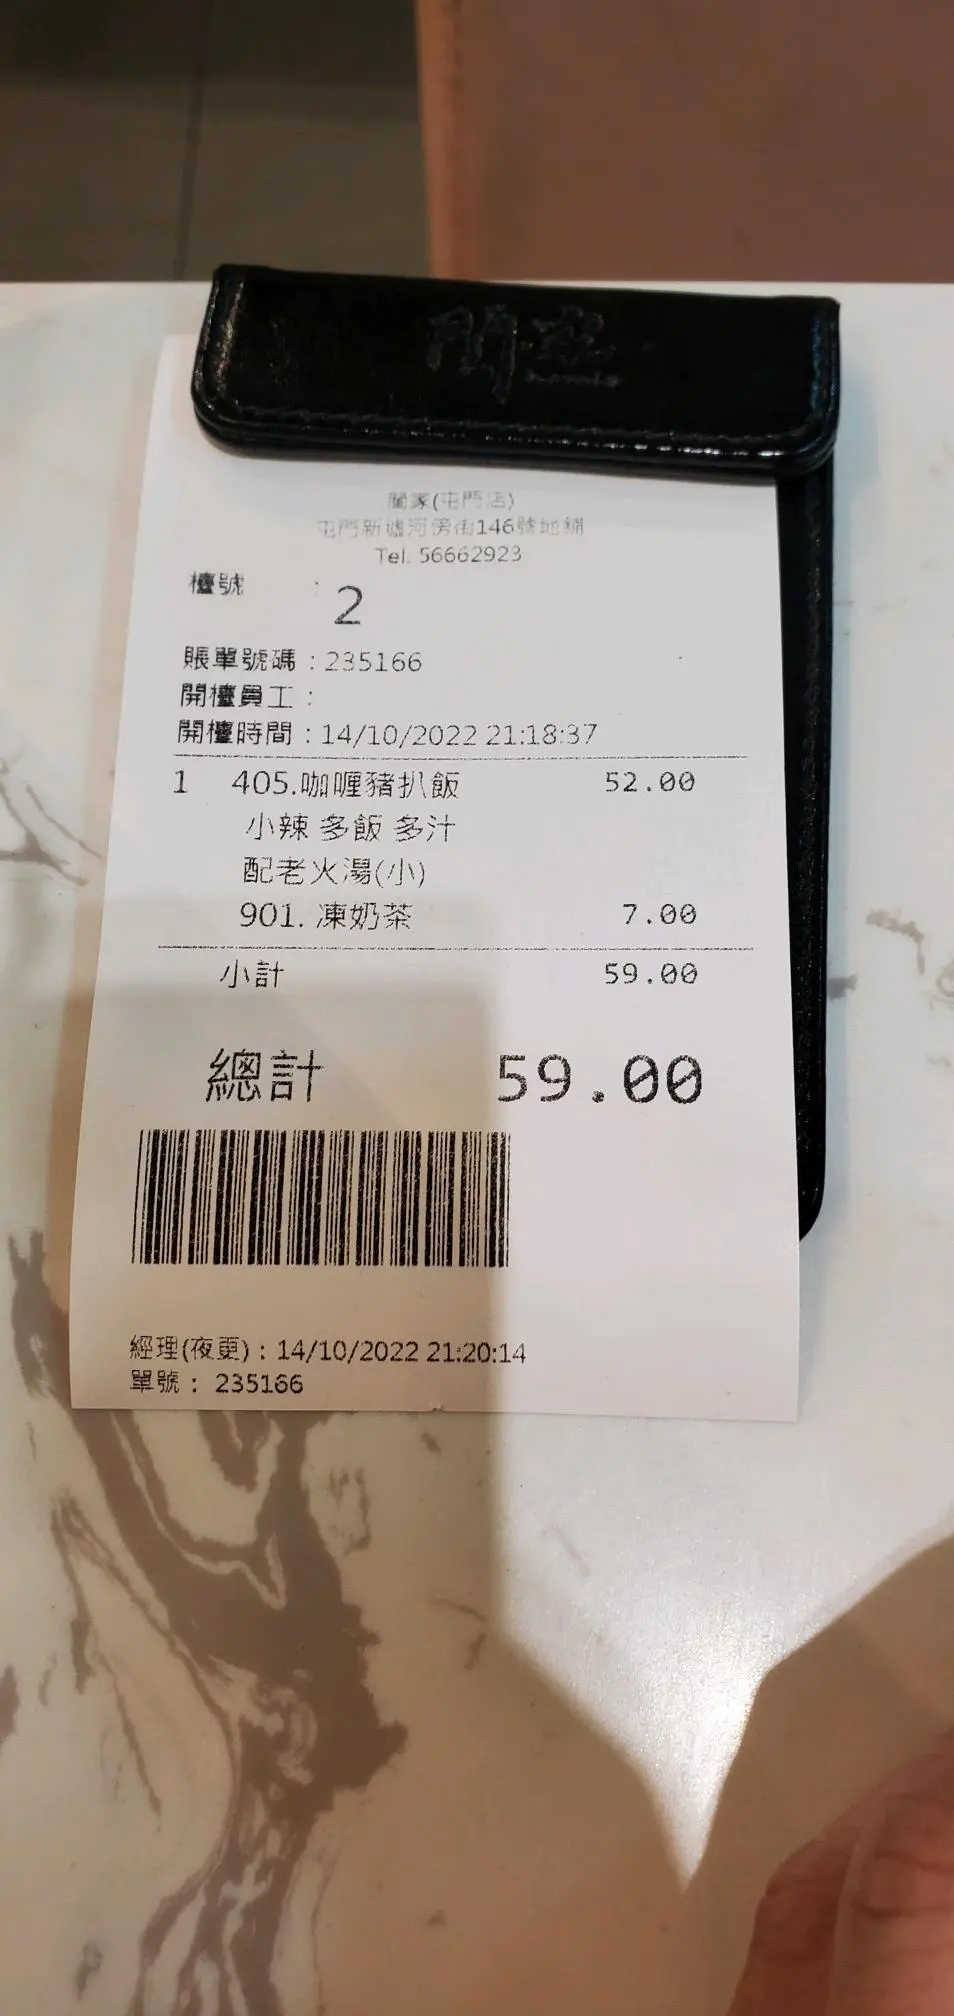 閣家(屯門店)
屯門新墟河傍街146號地舖
Tel. 56662923
檯號 : 2
賬單號碼 : 235166
開檯員工 :
開檯時間 : 14/10/2022 21:18:37
1 405.咖喱豬扒飯 52.00
小辣 多飯 多汁
配老火湯(小)
901. 凍奶茶 7.00
小計 59.00
總計 59.00
經理(夜更) : 14/10/2022 21:20:14
單號 : 235166